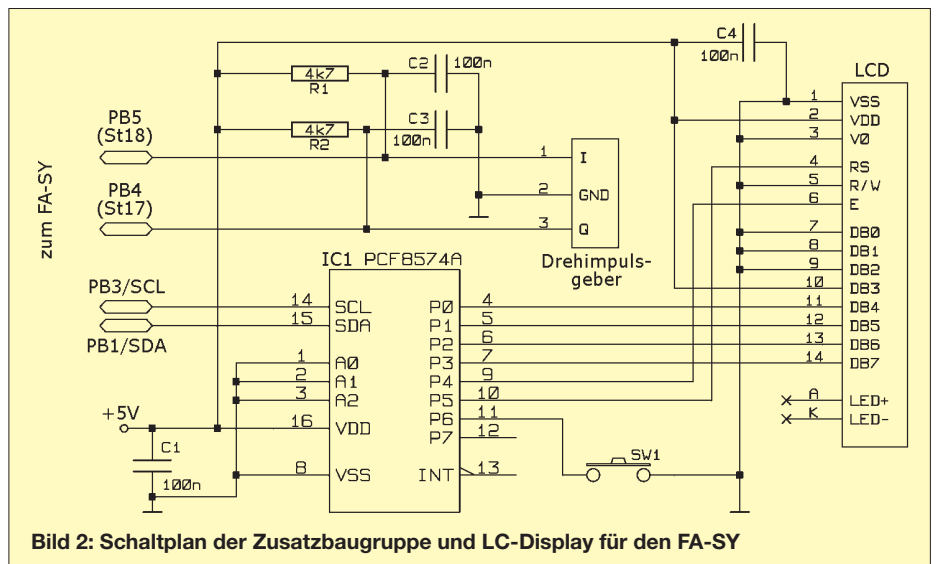 C4
100n
LCD
C2
100n
4k7
R1
C3
100n
4k7
R2
PB5
(St18)
PB4
(St17)
zum FA-SY
1 I
2 GND
3 Q
Drehimpuls-
geber
1 VSS
2 VDD
3 V0
4 RS
5 R/W
6 E
7 DB0
8 DB1
9 DB2
10 DB3
11 DB4
12 DB5
13 DB6
14 DB7
A LED+
K LED-
IC1 PCF8574A
PB3/SCL
PB1/SDA
14 SCL P0 4
15 SDA P1 5
P2 6
1 A0 P3 7
2 A1 P4 9
3 A2 P5 10
P6 11
16 VDD P7 12
8 VSS INT 13
+5V
C1
100n
SW1
Bild 2: Schaltplan der Zusatzbaugruppe und LC-Display für den FA-SY